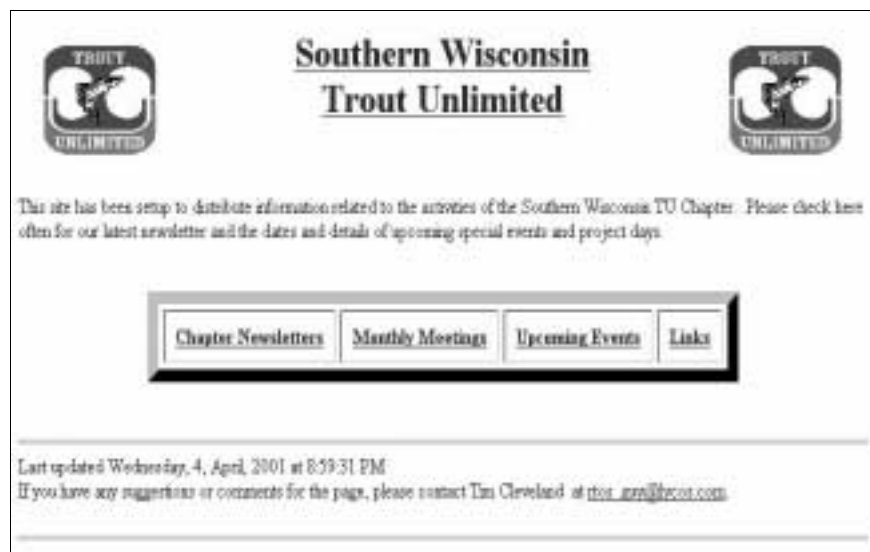 TROUT
UNLIMITED
Southern Wisconsin
Trout Unlimited
TROUT
UNLIMITED
This site has been setup to distribute information related to the activities of the Southern Wisconsin TU Chapter. Please check here
often for our latest newsletter and the dates and details of upcoming special events and project days.
Chapter Newsletters Monthly Meetings Upcoming Events Links
Last updated Wednesday, 4, April, 2001 at 8:59:31 PM
If you have any suggestions or comments for the page, please contact Tim Cleveland at